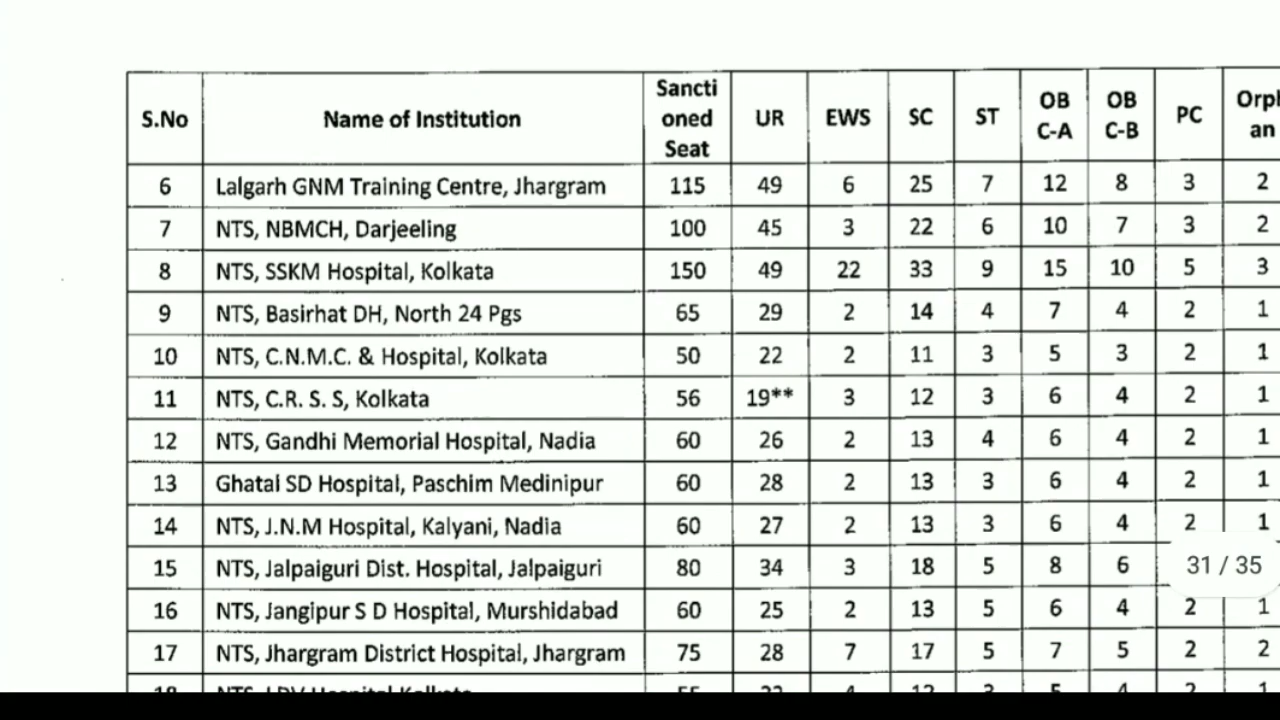 S.No Name of Institution Sancti oned Seat UR EWS SC ST OB C-A OB C-B PC an
6 Lalgarh GNM Training Centre, Jhargram 115 49 6 25 7 12 8 3 2
7 NTS, NBMCH, Darjeeling 100 45 3 22 6 10 7 3 2
8 NTS, SSKM Hospital, Kolkata 150 49 22 33 9 15 10 5 3
9 NTS, Basirhat DH, North 24 Pgs 65 29 2 14 4 7 4 2 1
10 NTS, C.N.M.C. & Hospital, Kolkata 50 22 2 11 3 5 3 2 1
11 NTS, C.R. S. S, Kolkata 56 19** 3 12 3 6 4 2 1
12 NTS, Gandhi Memorial Hospital, Nadia 60 26 2 13 4 6 4 2 1
13 Ghatal SD Hospital, Paschim Medinipur 60 28 2 13 3 6 4 2 1
14 NTS, J.N.M Hospital, Kalyani, Nadia 60 27 2 13 3 6 4 2 1
15 NTS, Jalpaiguri Dist. Hospital, Jalpaiguri 80 34 3 18 5 8 6 31 / 35
16 NTS, Jangipur S D Hospital, Murshidabad 60 25 2 13 5 6 4 2 1
17 NTS, Jhargram District Hospital, Jhargram 75 28 7 17 5 7 5 2 2